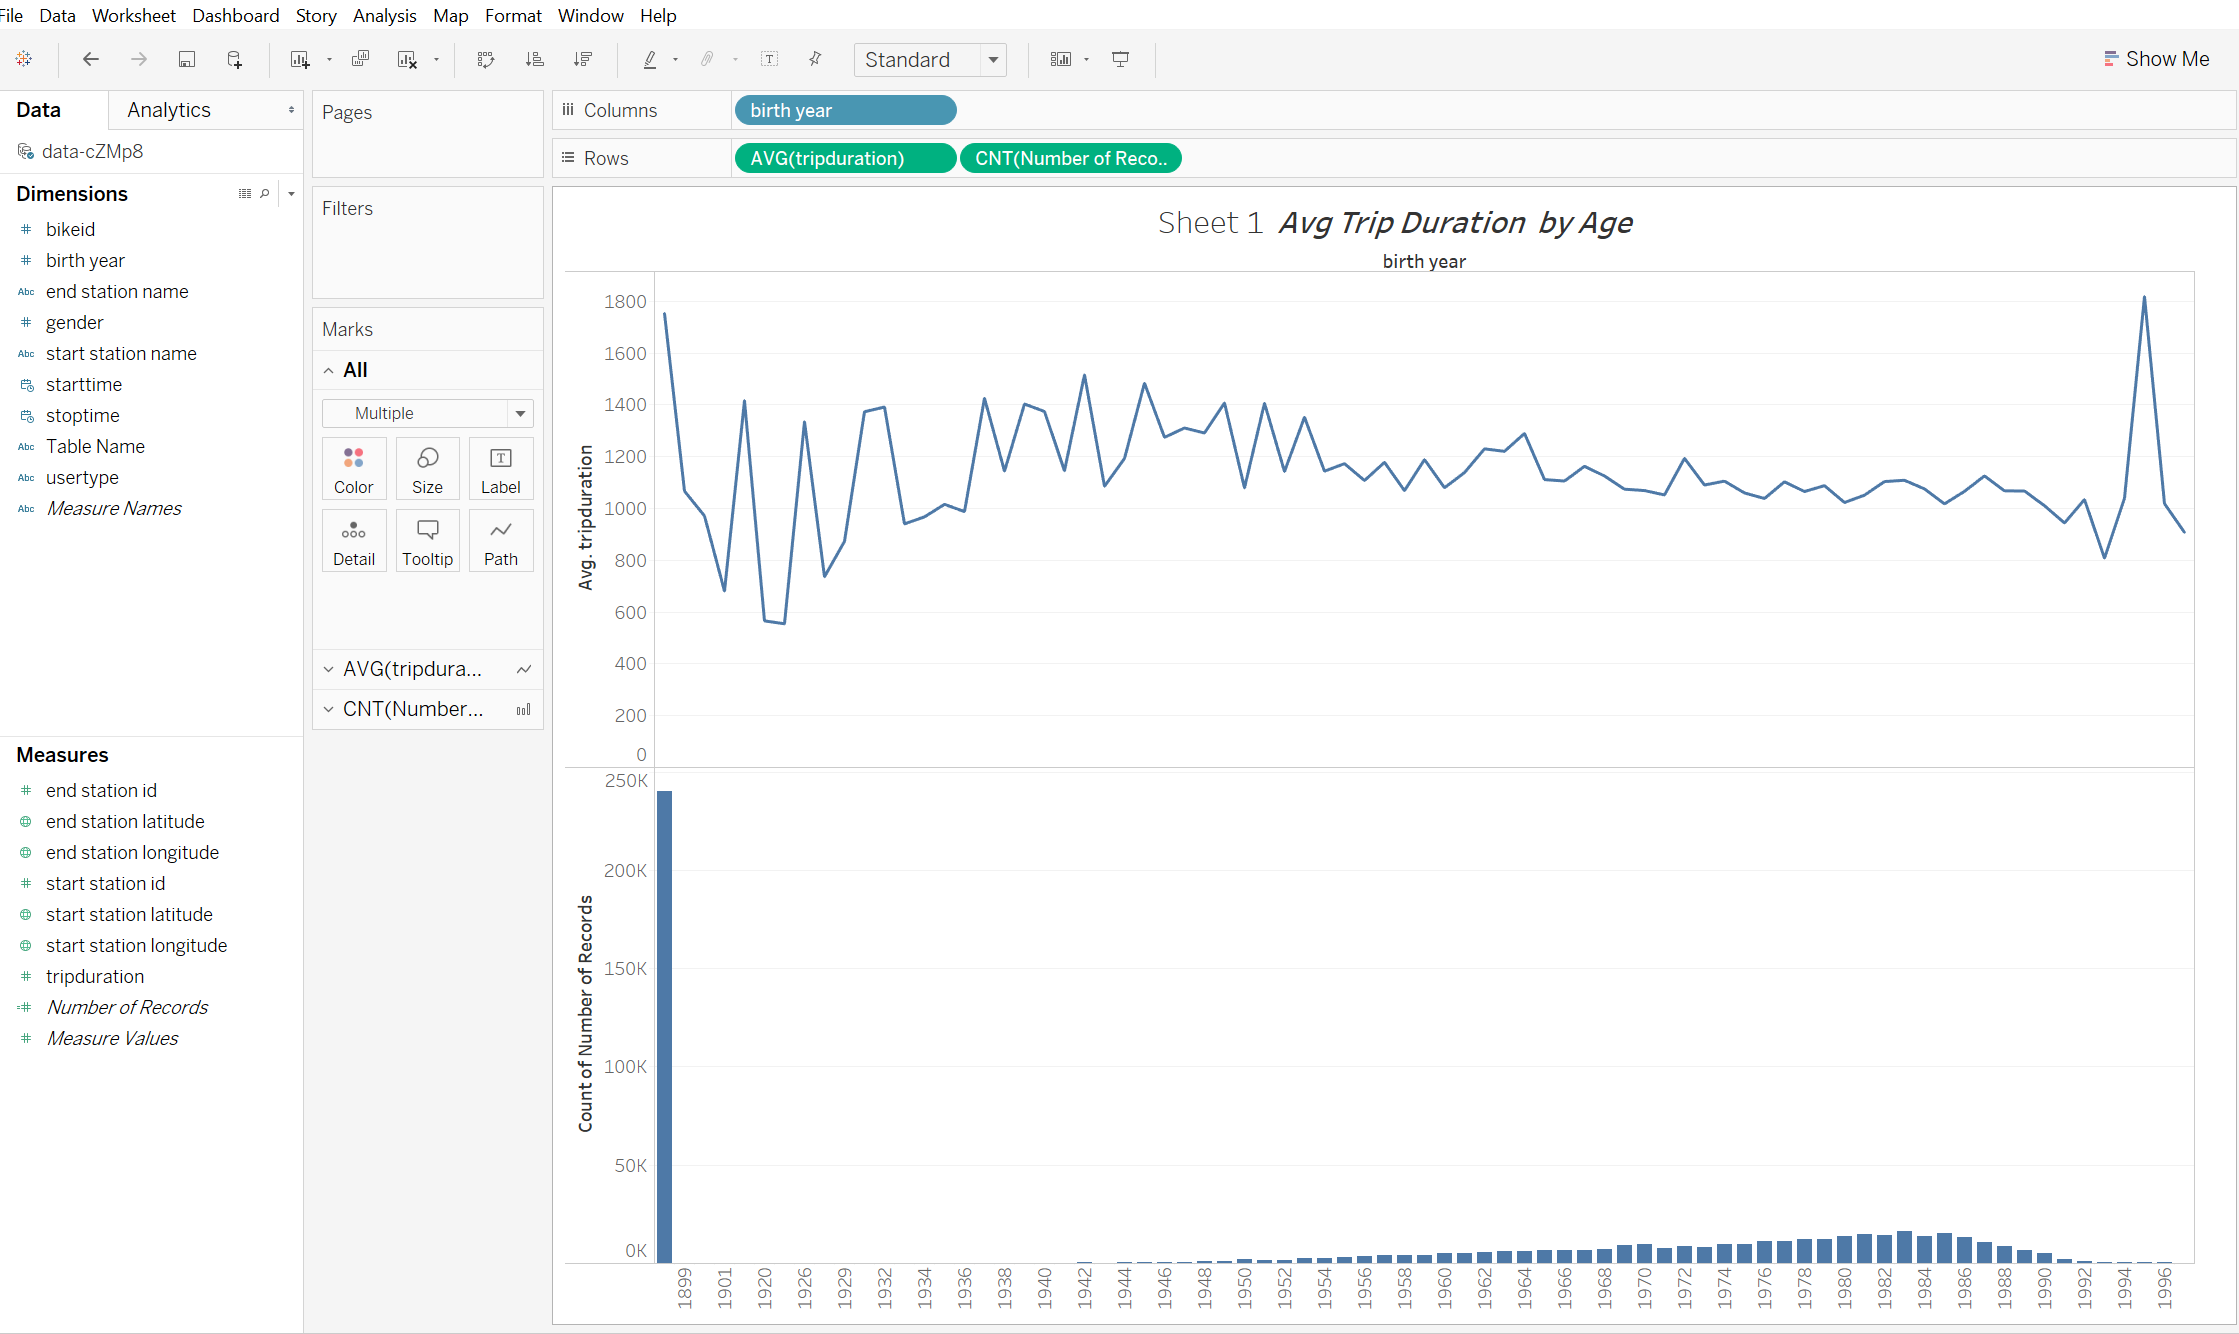 File Data Worksheet Dashboard Story Analysis Map Format Window Help
Standard
Show Me
Data Analytics
data-cZMp8
Dimensions
# bikeid
# birth year
Abc end station name
# gender
Abc start station name
starttime
stoptime
Abc Table Name
Abc usertype
Abc Measure Names
Measures
# end station id
end station latitude
end station longitude
# start station id
start station latitude
start station longitude
# tripduration
=# Number of Records
# Measure Values
Pages
Filters
Marks
All
Multiple
Color Size Label
Detail Tooltip Path
AVG(tripdura...
CNT(Number...
Columns birth year
Rows AVG(tripduration) CNT(Number of Reco..
Sheet 1 Avg Trip Duration by Age
birth year
Avg. tripduration
1800
1600
1400
1200
1000
800
600
400
200
0
Count of Number of Records
250K
200K
150K
100K
50K
0K
1899 1901 1920 1926 1929 1932 1934 1936 1938 1940 1942 1944 1946 1948 1950 1952 1954 1956 1958 1960 1962 1964 1966 1968 1970 1972 1974 1976 1978 1980 1982 1984 1986 1988 1990 1992 1994 1996